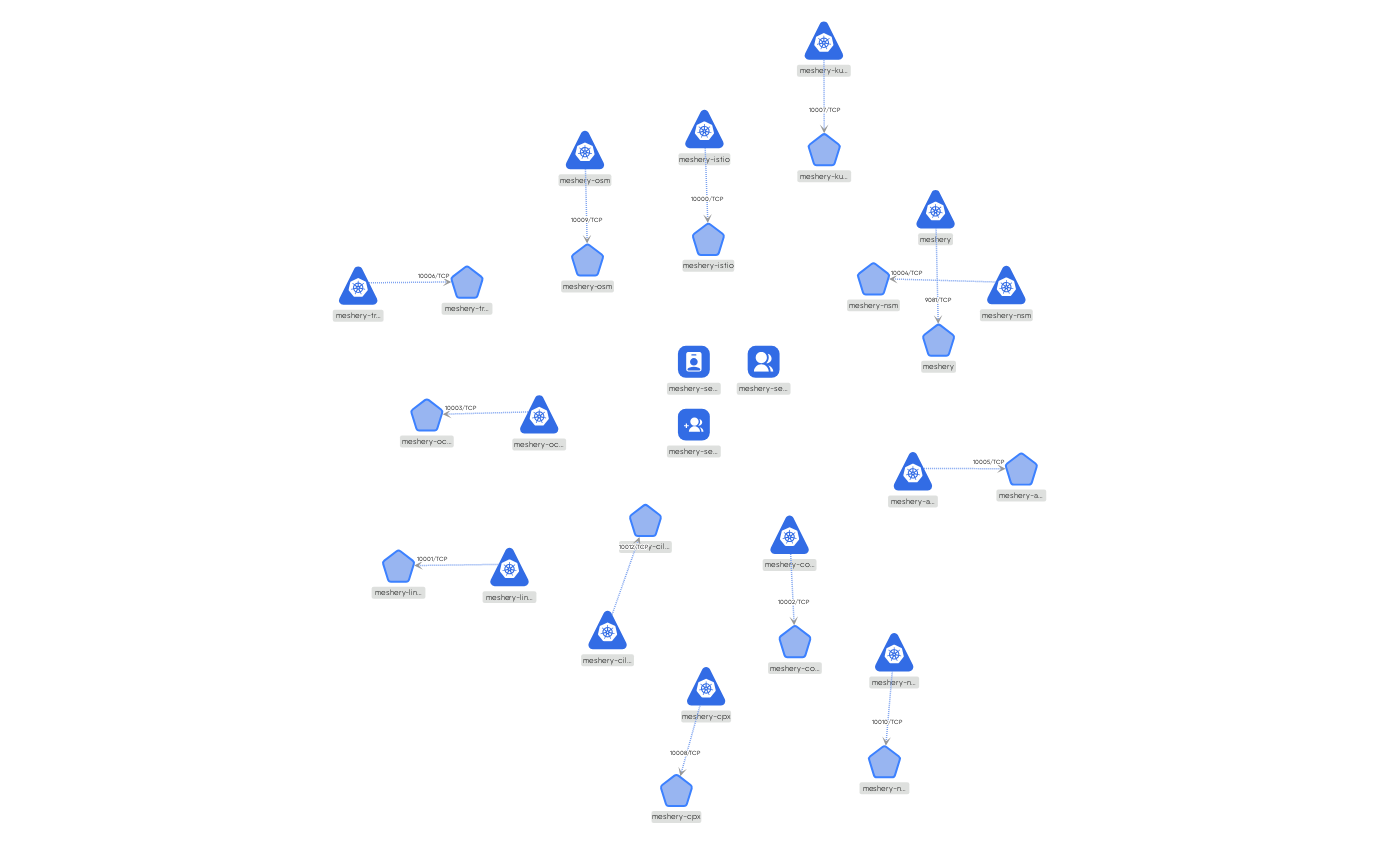 meshery-ku...
10007/TCP
meshery-ku...
meshery-istio
10000/TCP
meshery-istio
meshery-osm
10009/TCP
meshery-osm
meshery
9081/TCP
meshery
10004/TCP
meshery-nsm
meshery-nsm
10006/TCP
meshery-tr...
meshery-tr...
meshery-se...
meshery-se...
meshery-se...
10003/TCP
meshery-oc...
meshery-oc...
10005/TCP
meshery-a...
meshery-a...
10001/TCP
meshery-lin...
meshery-lin...
10012/TCP
y-cil...
meshery-cil...
meshery-co...
10002/TCP
meshery-co...
meshery-n...
10010/TCP
meshery-n...
meshery-cpx
10008/TCP
meshery-cpx